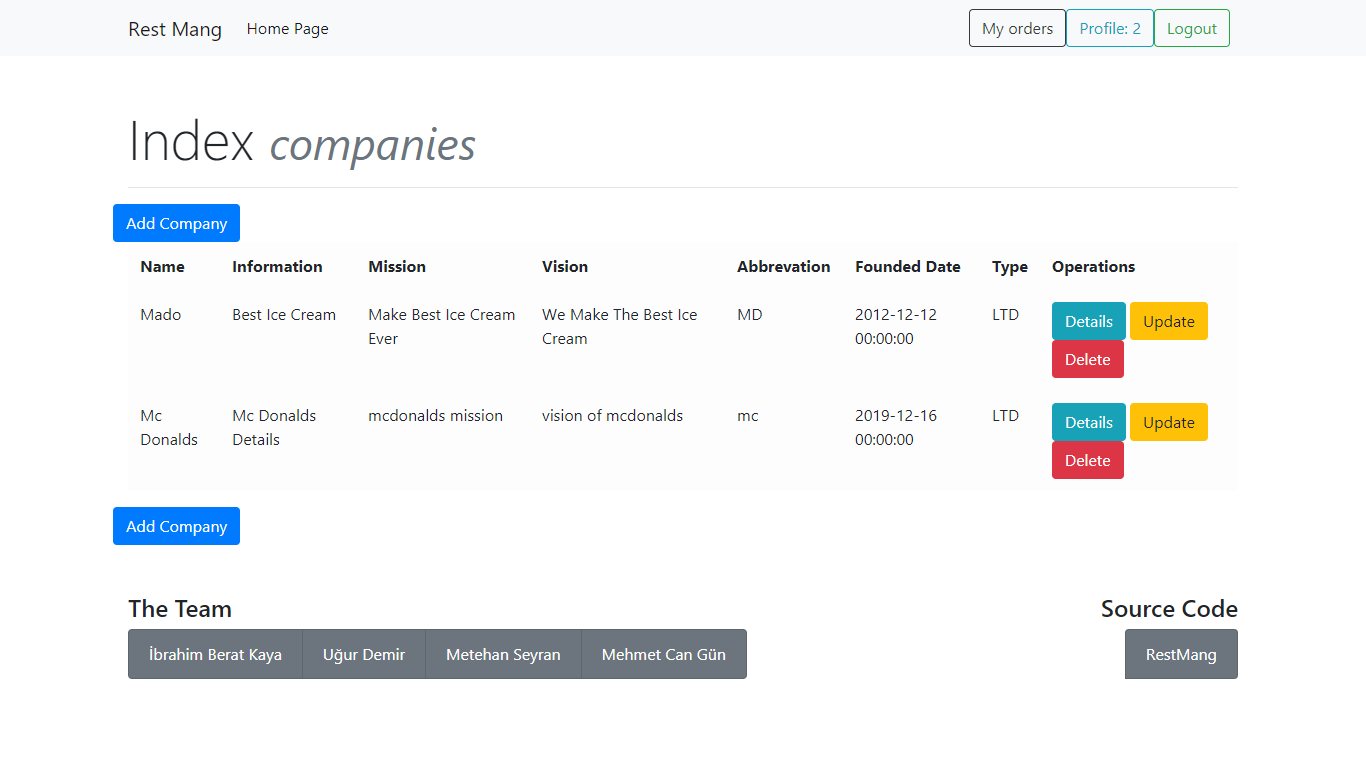 Rest Mang Home Page My orders Profile: 2 Logout
Index companies
Add Company
Name Information Mission Vision Abbrevation Founded Date Type Operations
Mado Best Ice Cream Make Best Ice Cream We Make The Best Ice MD 2012-12-12 LTD Details Update
Ever Cream 00:00:00
Delete
Mc Mc Donalds mcdonalds mission vision of mcdonalds mc 2019-12-16 LTD Details Update
Donalds Details 00:00:00
Delete
Add Company
The Team Source Code
İbrahim Berat Kaya Uğur Demir Metehan Seyran Mehmet Can Gün RestMang